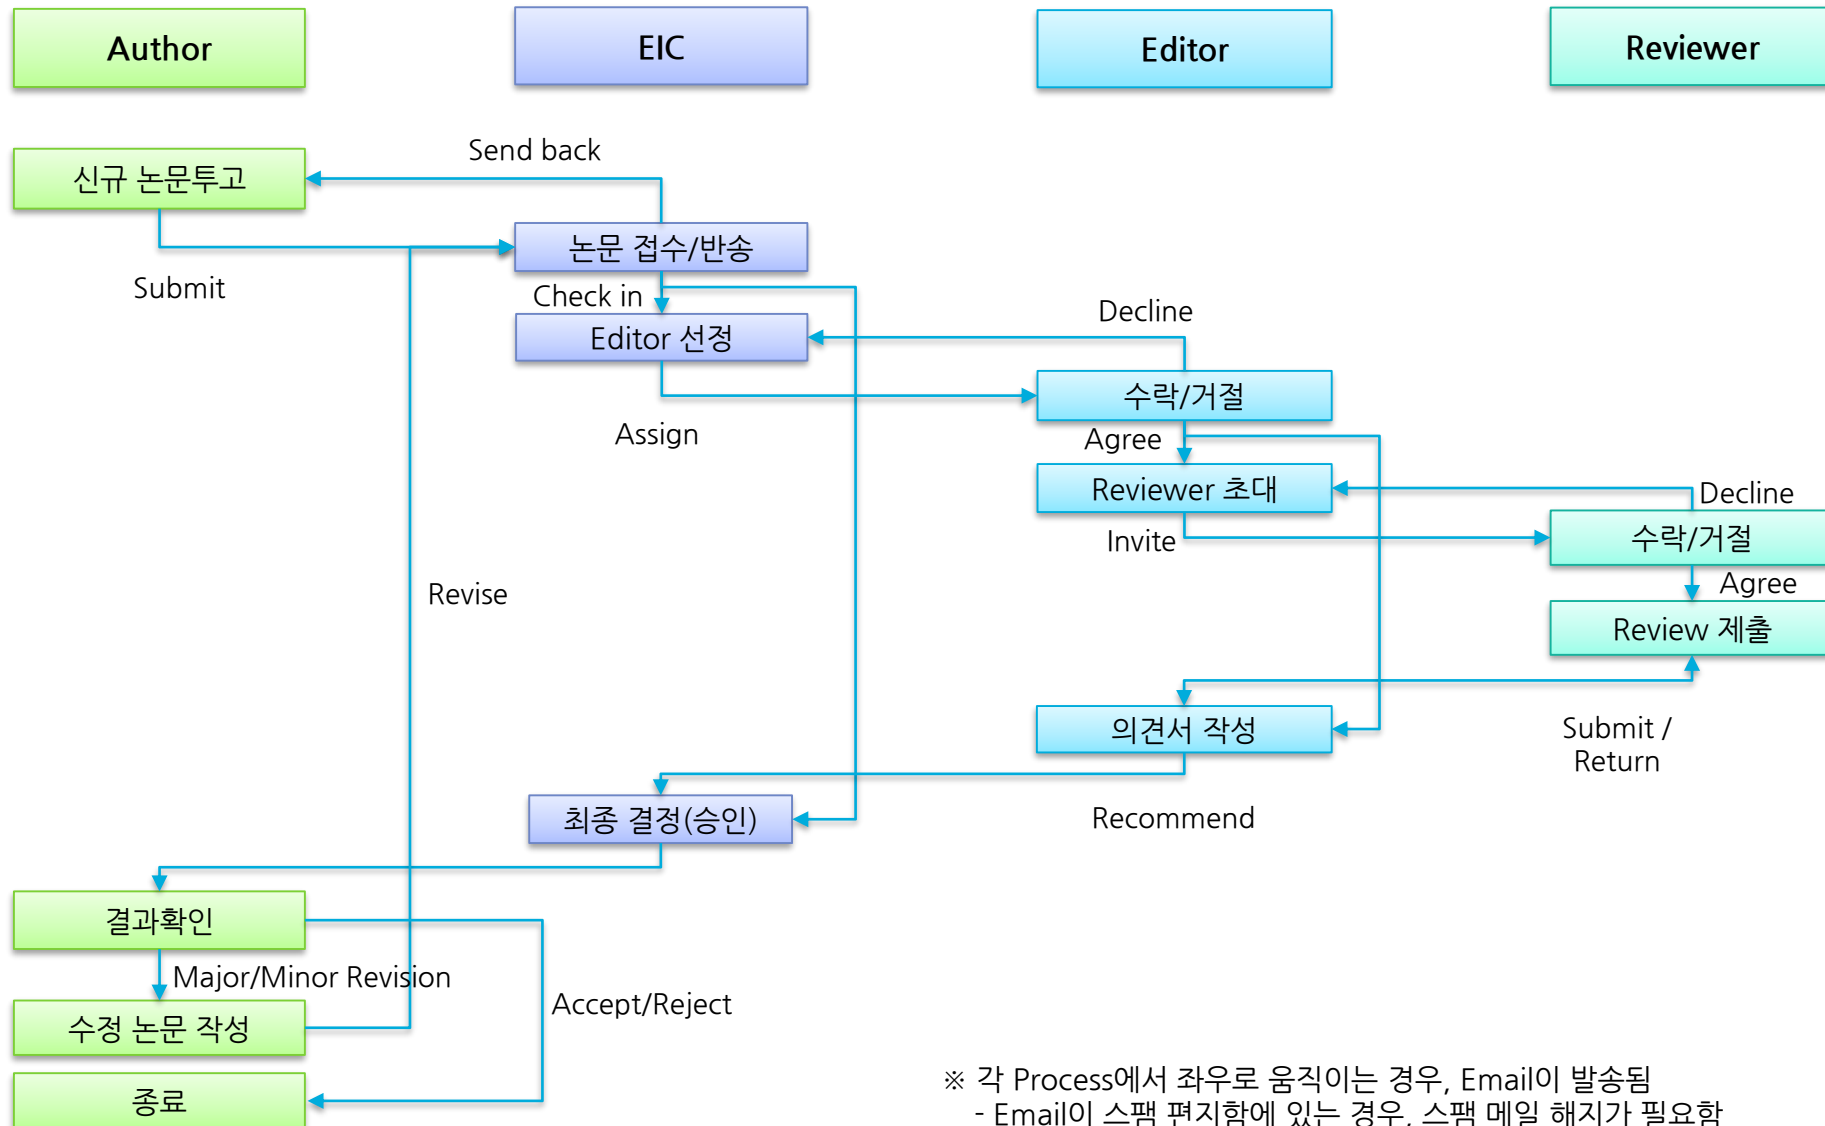 Author
EIC
Editor
Reviewer
Send back
신규 논문투고
논문 접수/반송
Submit
Check in
Decline
Editor 선정
수락/거절
Assign
Agree
Reviewer 초대
Decline
Invite
수락/거절
Agree
Revise
Review 제출
의견서 작성
Submit /
Return
최종 결정(승인)
Recommend
결과확인
Major/Minor Revision
Accept/Reject
수정 논문 작성
종료
※ 각 Process에서 좌우로 움직이는 경우, Email이 발송됨
- Email이 스팸 편지함에 있는 경우, 스팸 메일 해지가 필요함